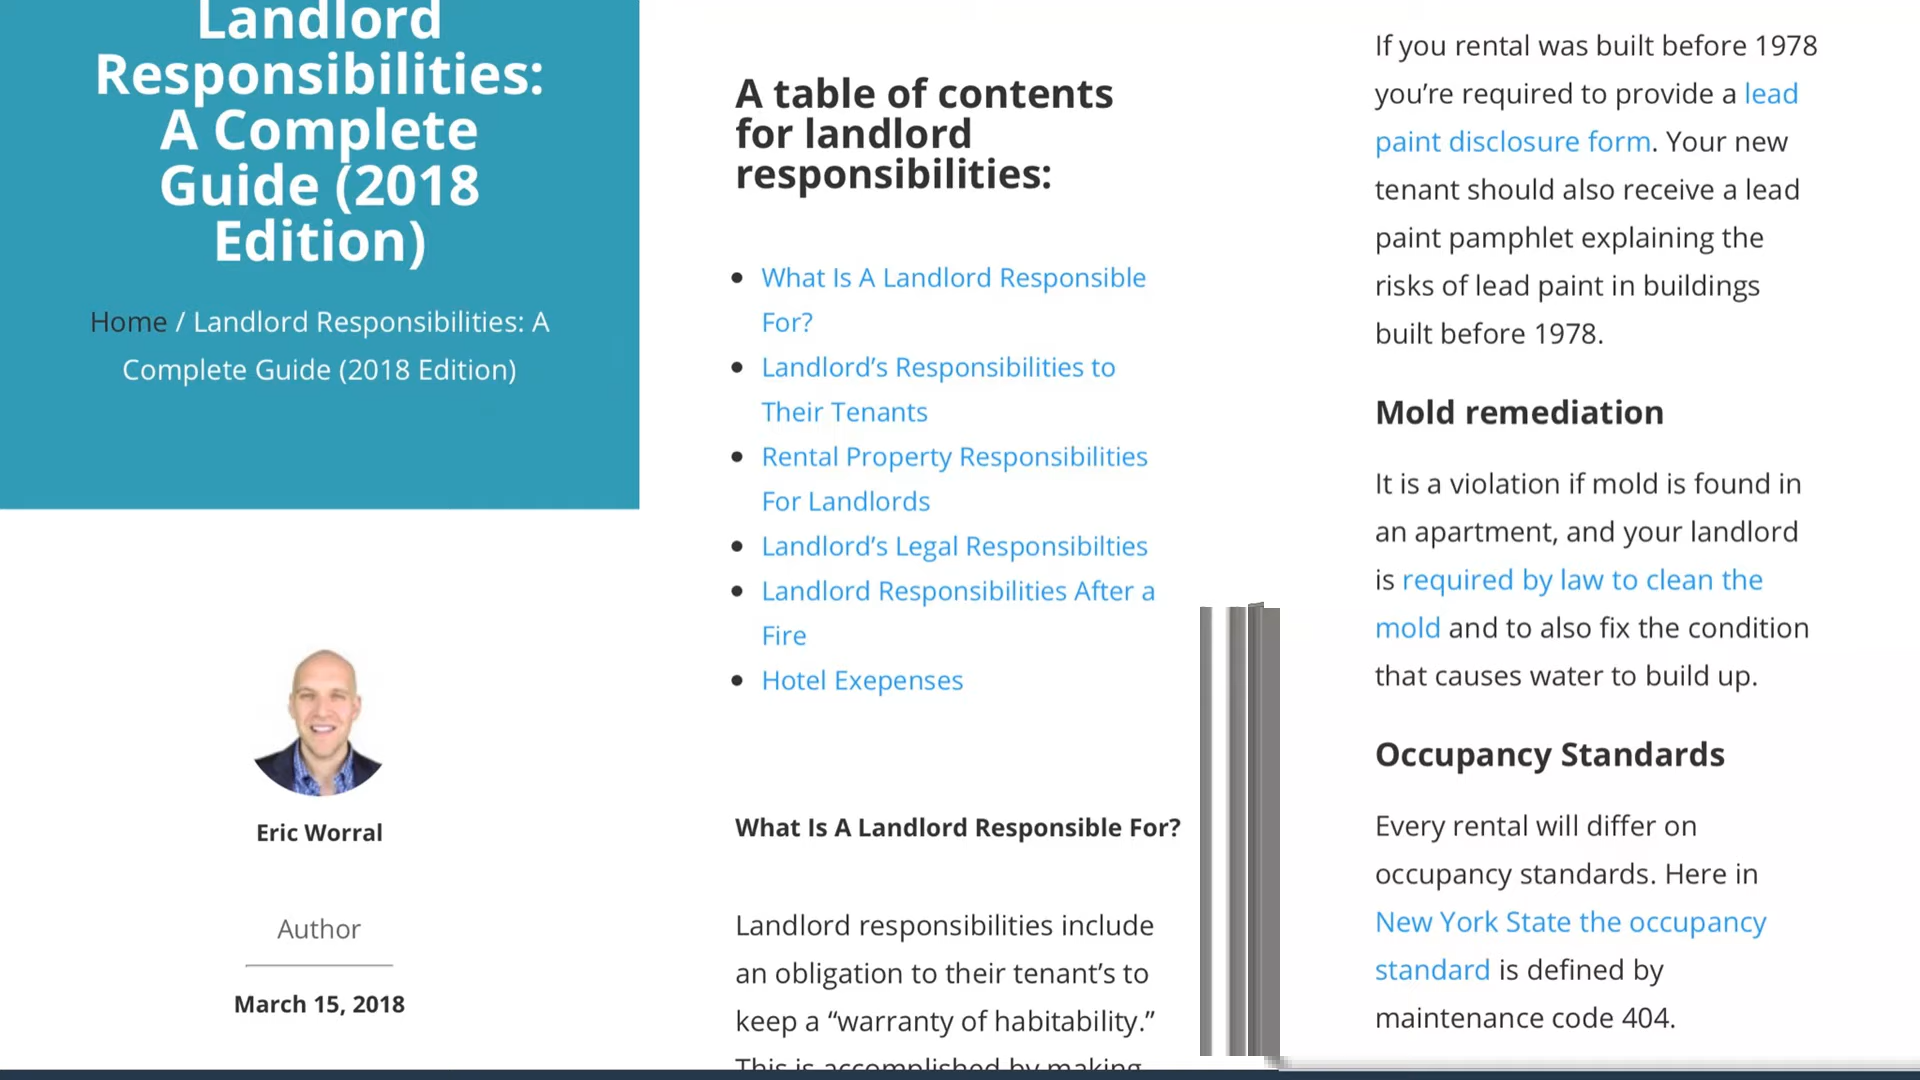 Landlord
Responsibilities:
A Complete
Guide (2018
Edition)
Home / Landlord Responsibilities: A
Complete Guide (2018 Edition)
Eric Worral
Author
March 15, 2018
A table of contents
for landlord
responsibilities:
What Is A Landlord Responsible
For?
Landlord’s Responsibilities to
Their Tenants
Rental Property Responsibilities
For Landlords
Landlord’s Legal Responsibilties
Landlord Responsibilities After a
Fire
Hotel Exepenses
What Is A Landlord Responsible For?
Landlord responsibilities include
an obligation to their tenant’s to
keep a “warranty of habitability.”
This is accomplished by making
If you rental was built before 1978
you’re required to provide a lead
paint disclosure form. Your new
tenant should also receive a lead
paint pamphlet explaining the
risks of lead paint in buildings
built before 1978.
Mold remediation
It is a violation if mold is found in
an apartment, and your landlord
is required by law to clean the
mold and to also fix the condition
that causes water to build up.
Occupancy Standards
Every rental will differ on
occupancy standards. Here in
New York State the occupancy
standard is defined by
maintenance code 404.